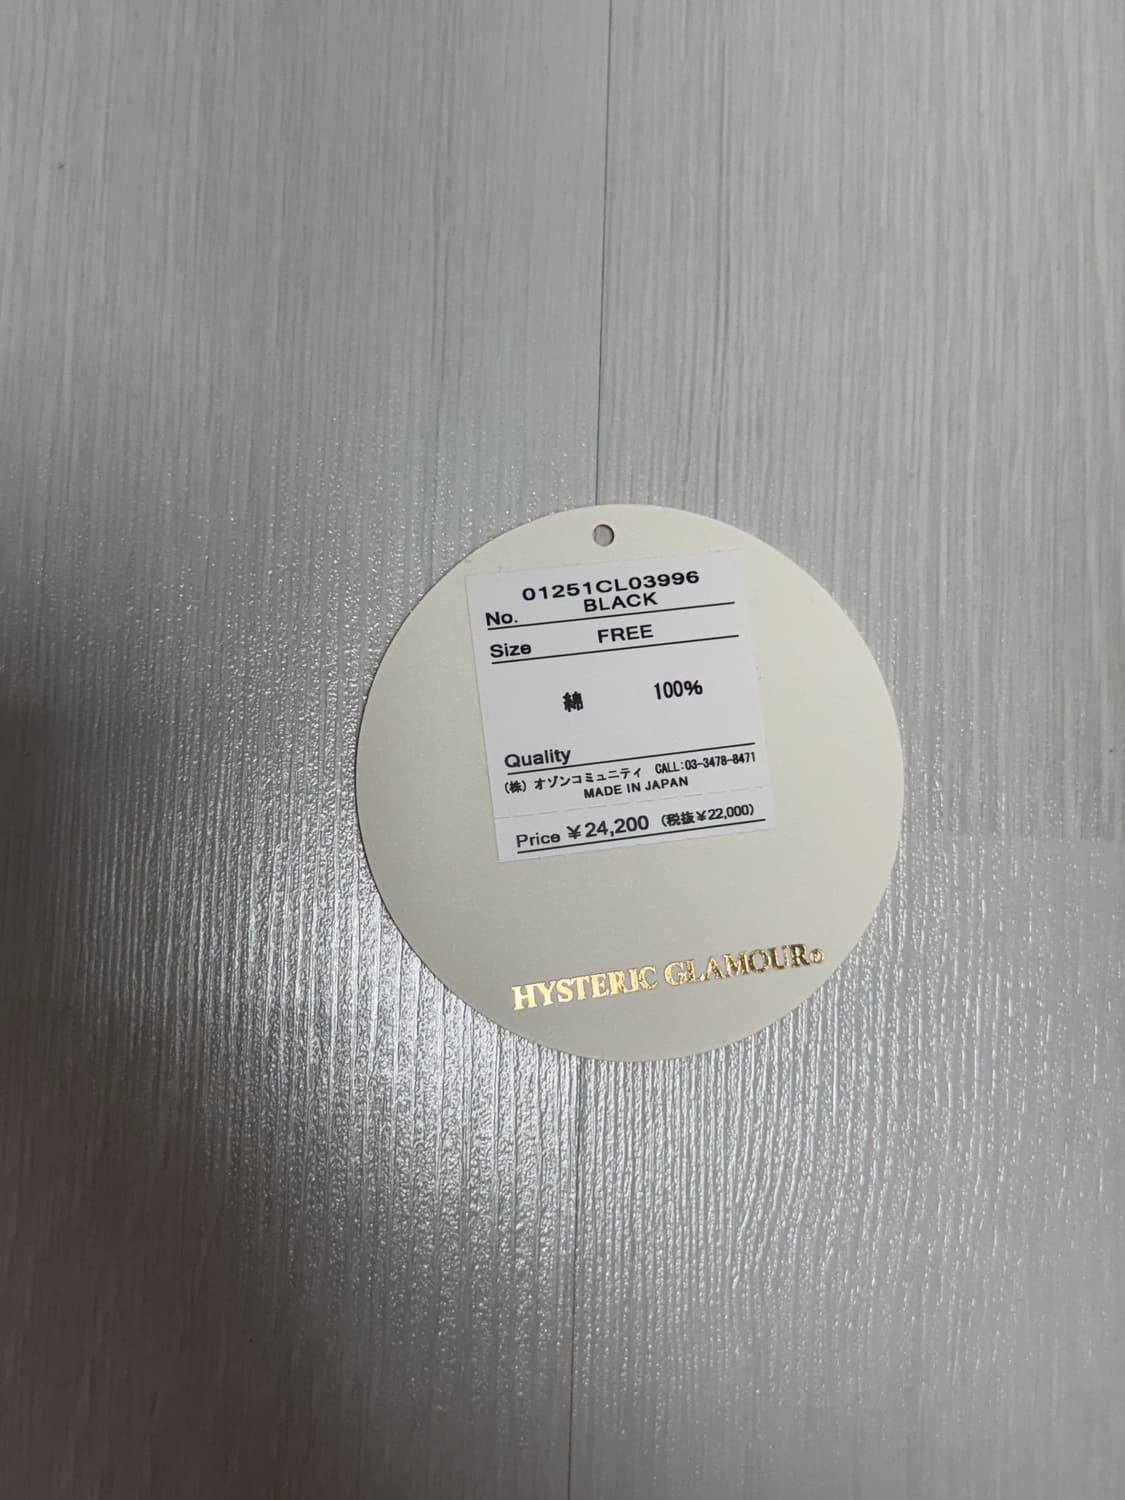 01251CL03996
No. BLACK
Size FREE
綿 100%
Quality
(株) オゾンコミュニティ CALL:03-3478-8471
MADE IN JAPAN
Price ¥24,200 (税抜¥22,000)
HYSTERIC GLAMOUR®